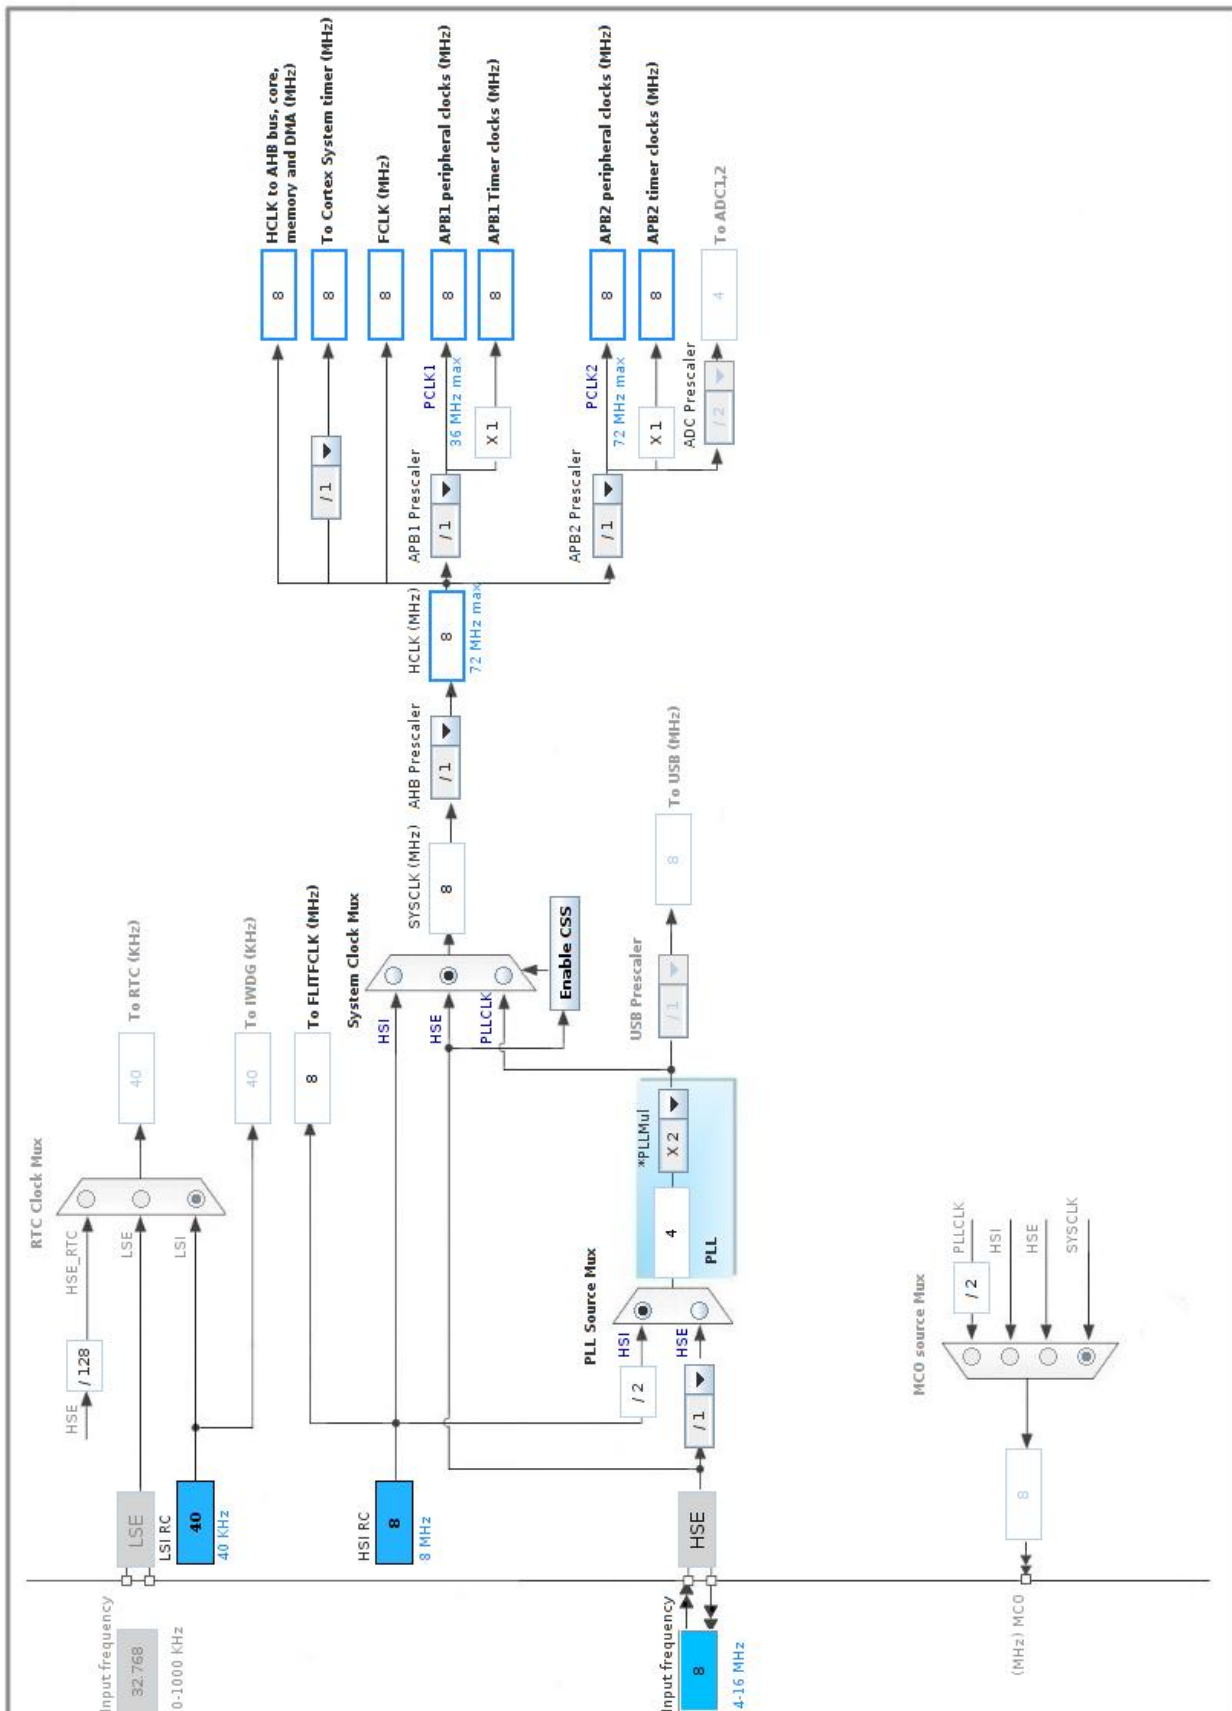 RTC Clock Mux
HSE
/ 128
HSE_RTC
Input frequency
32.768
0-1000 KHz
LSE
LSE
To RTC (KHz)
40
LSI RC
40
40 KHz
LSI
40
To IWDG (KHz)
8
To FLITFCLK (MHz)
HSI RC
8
8 MHz
System Clock Mux
HSI
HSE
PLLCLK
Enable CSS
SYSCLK (MHz)
8
AHB Prescaler
/ 1
HCLK (MHz)
8
72 MHz max
8
HCLK to AHB bus, core,
memory and DMA (MHz)
/ 1
8
To Cortex System timer (MHz)
8
FCLK (MHz)
APB1 Prescaler
/ 1
PCLK1
36 MHz max
8
APB1 peripheral clocks (MHz)
X 1
8
APB1 Timer clocks (MHz)
APB2 Prescaler
/ 1
PCLK2
72 MHz max
8
APB2 peripheral clocks (MHz)
X 1
8
APB2 timer clocks (MHz)
ADC Prescaler
/ 2
4
To ADC1,2
PLL Source Mux
/ 2
HSI
HSE
/ 1
Input frequency
8
4-16 MHz
HSE
4
*PLLMul
X 2
PLL
USB Prescaler
/ 1
8
To USB (MHz)
MCO source Mux
(MHz) MCO
8
/ 2
PLLCLK
HSI
HSE
SYSCLK